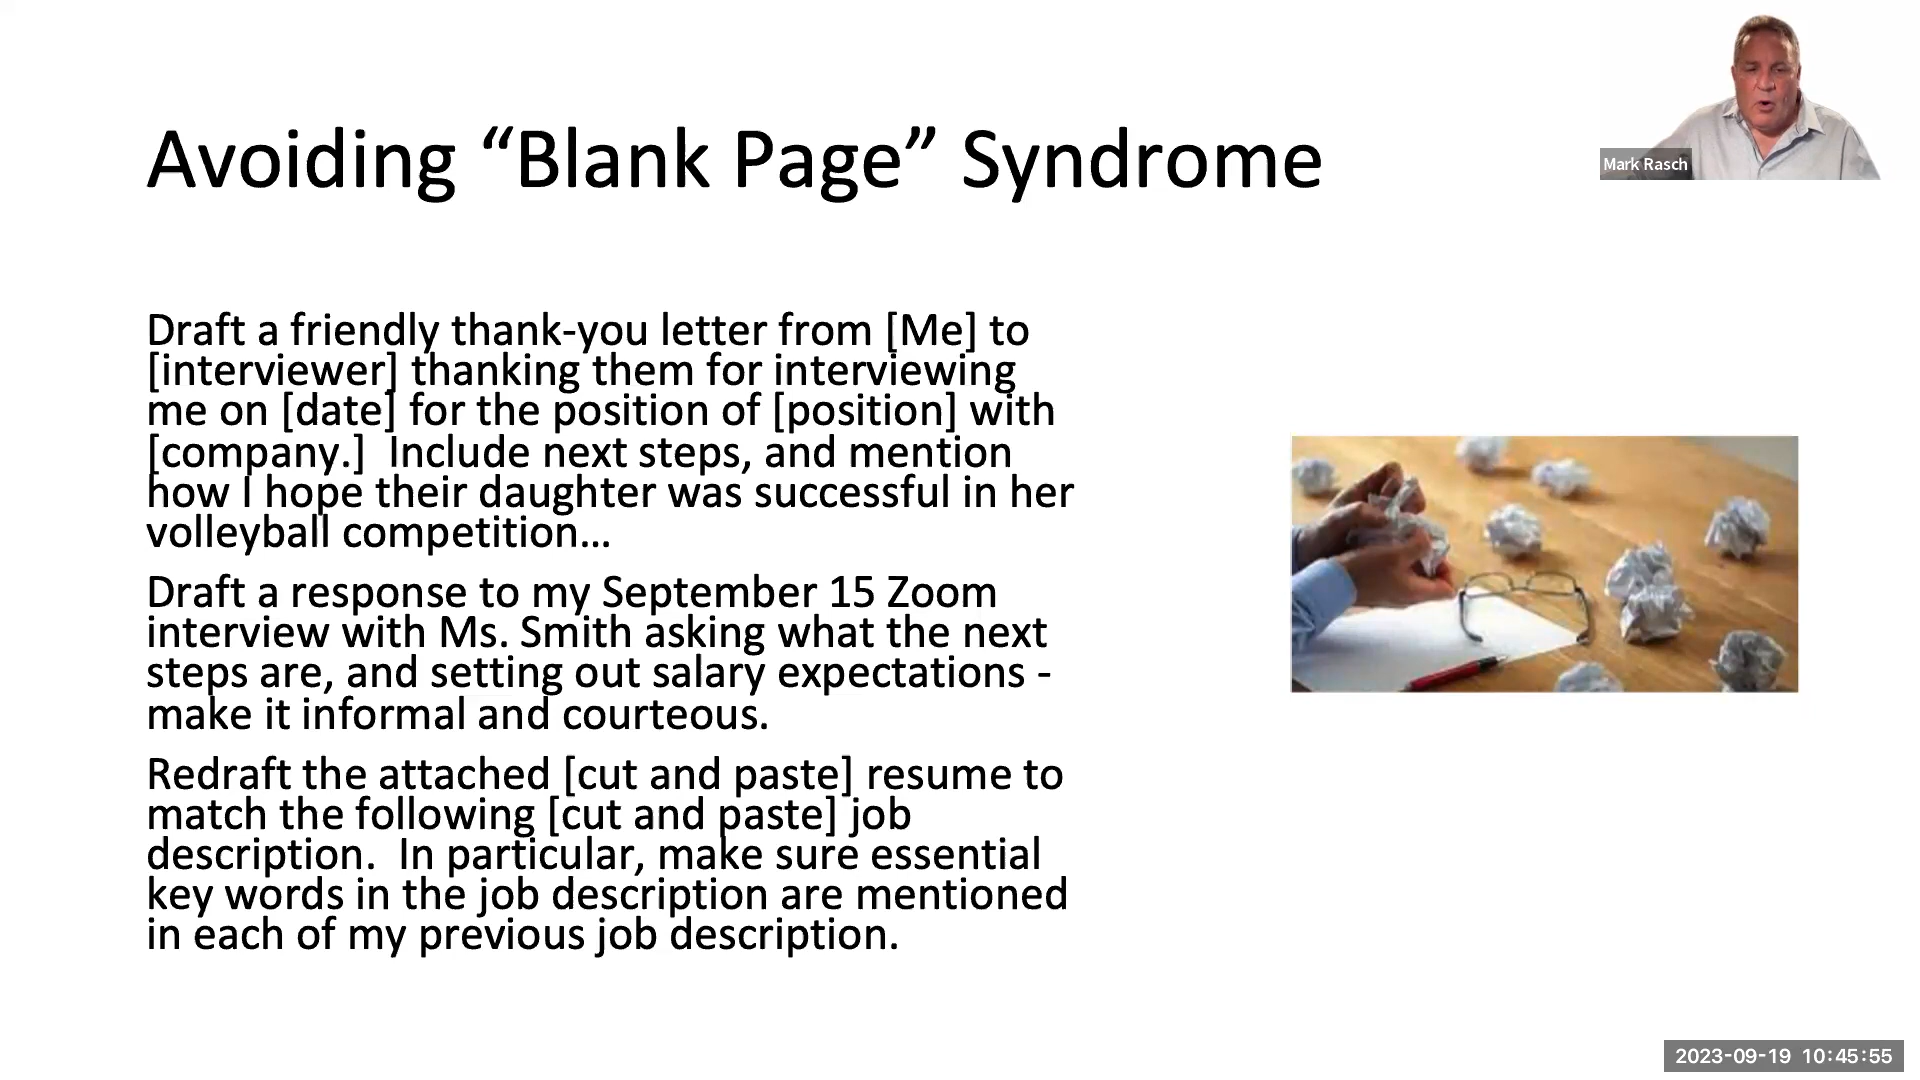 Avoiding “Blank Page” Syndrome
Mark Rasch
Draft a friendly thank-you letter from [Me] to
[interviewer] thanking them for interviewing
me on [date] for the position of [position] with
[company.]  Include next steps, and mention
how I hope their daughter was successful in her
volleyball competition…
Draft a response to my September 15 Zoom
interview with Ms. Smith asking what the next
steps are, and setting out salary expectations -
make it informal and courteous.
Redraft the attached [cut and paste] resume to
match the following [cut and paste] job
description.  In particular, make sure essential
key words in the job description are mentioned
in each of my previous job description.
2023-09-19 10:45:55